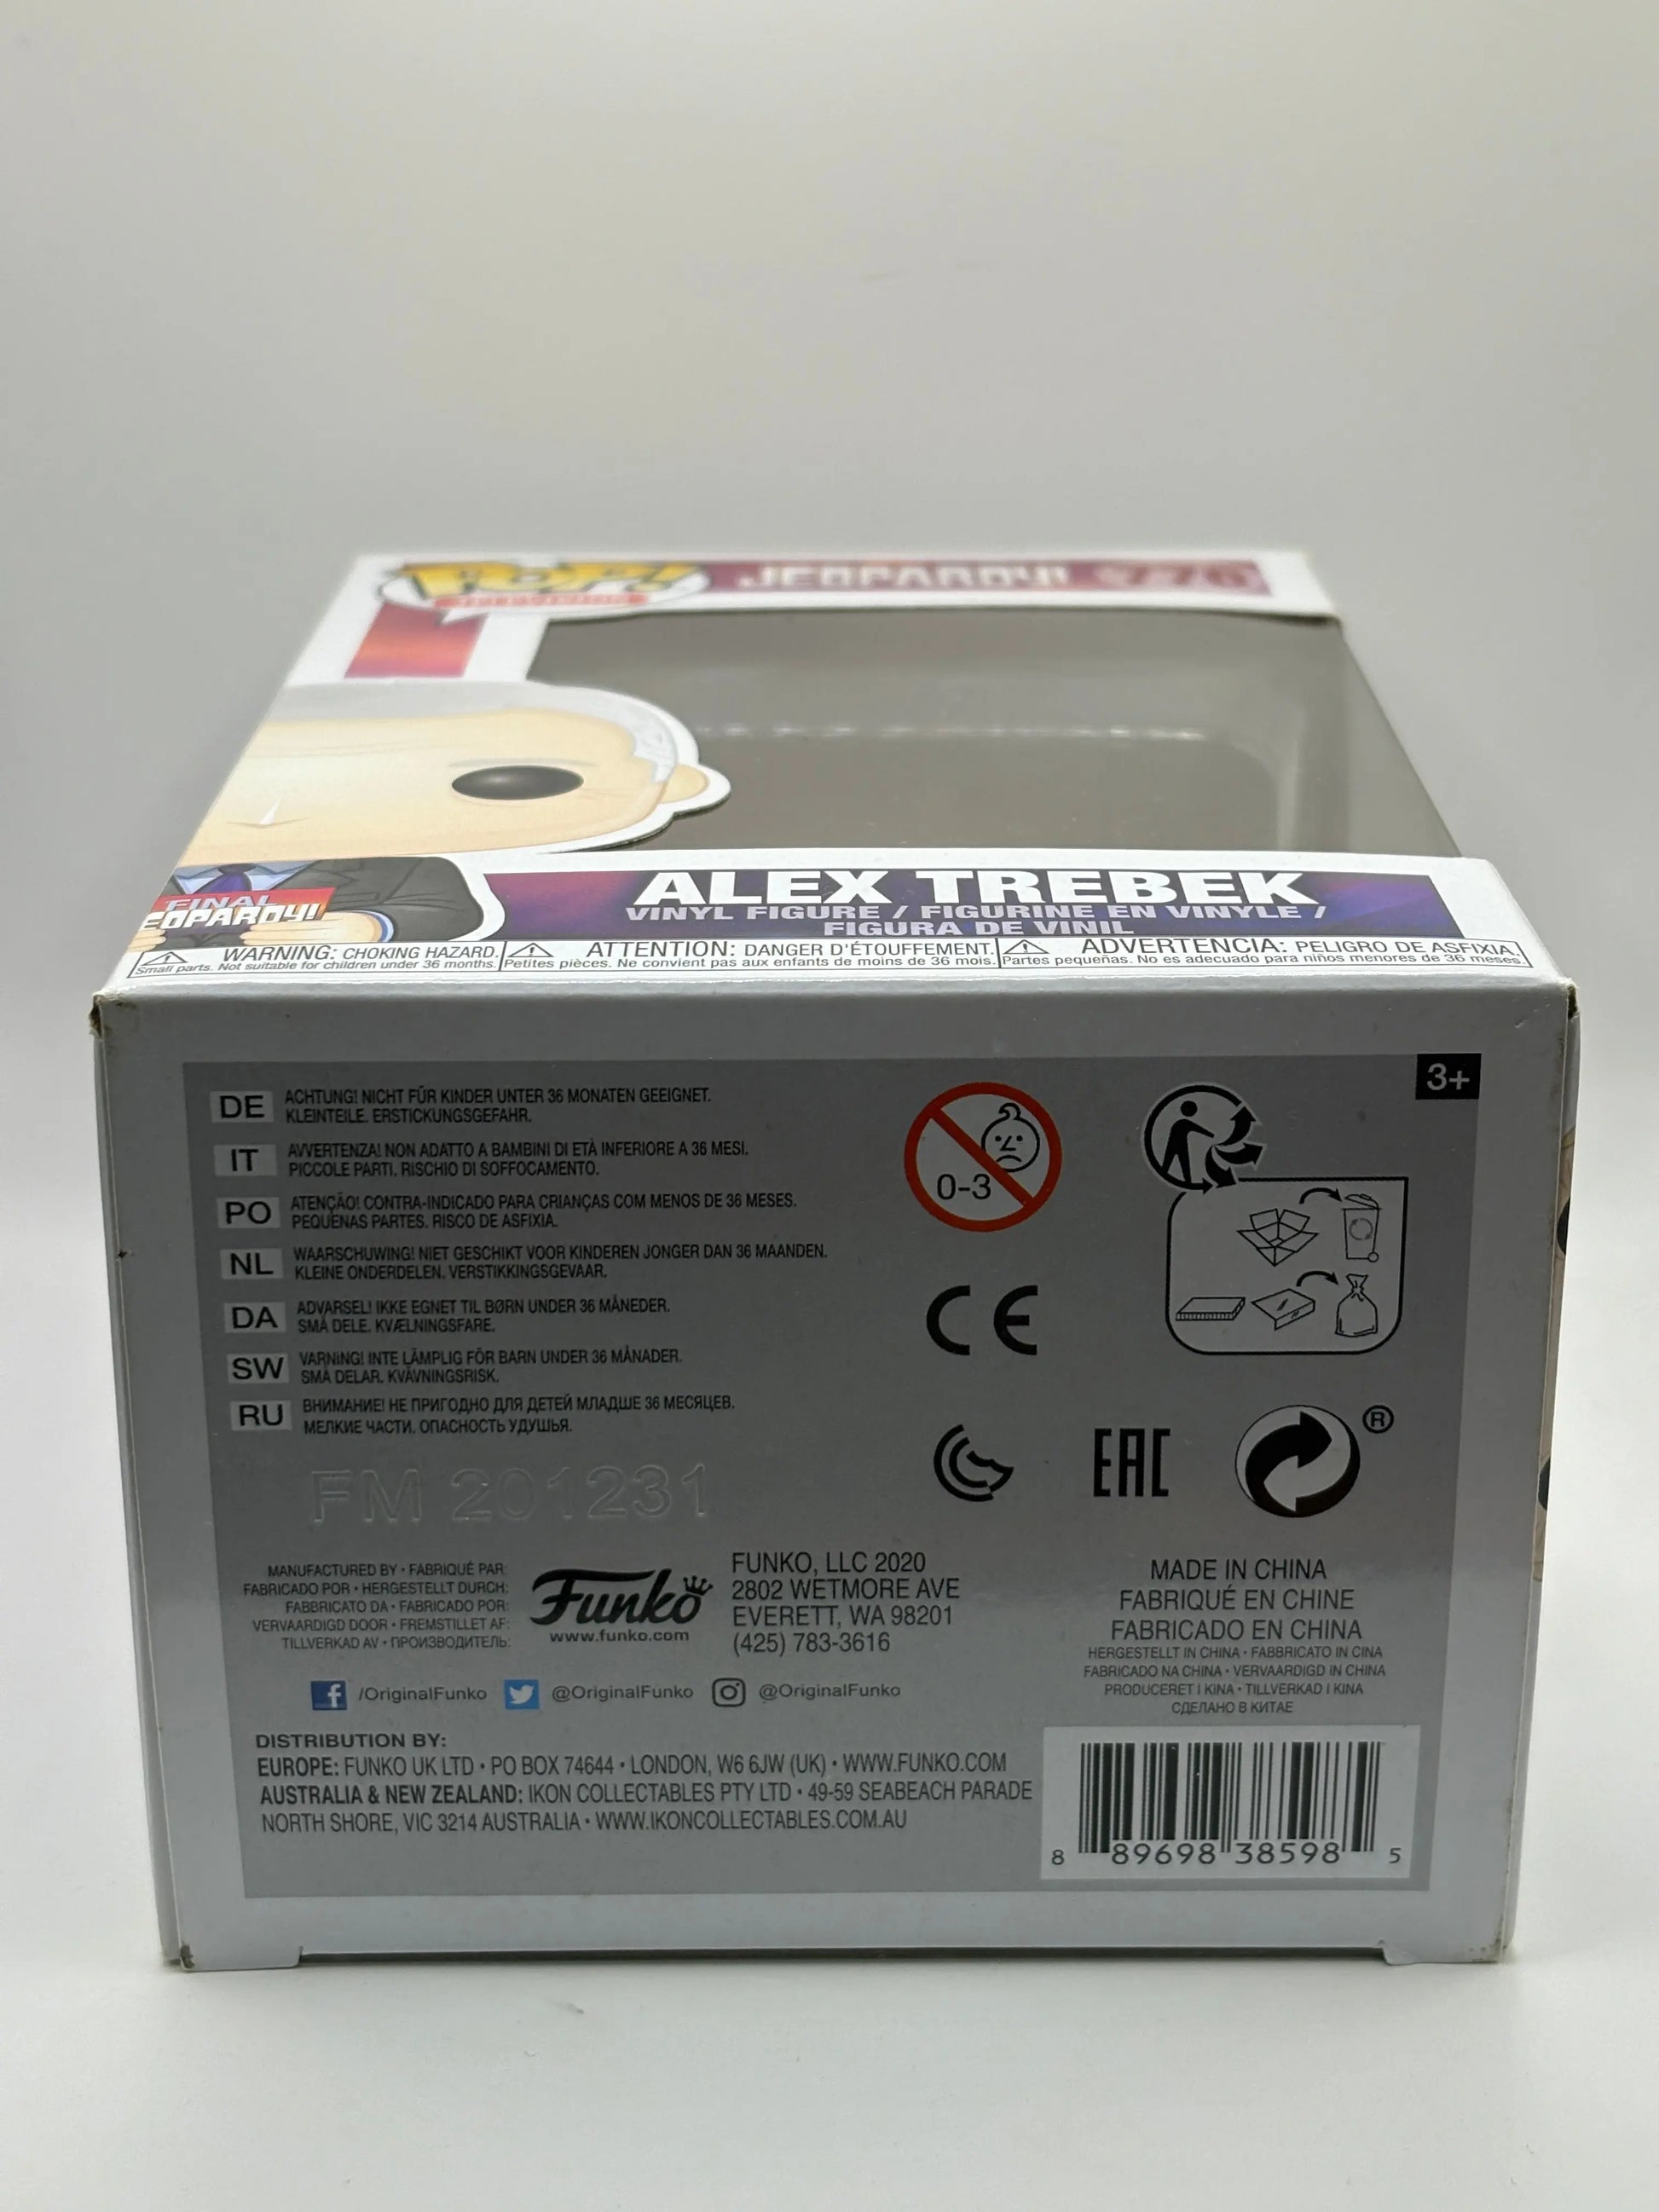 POP!
TELEVISION
JEOPARDY!
776
FINAL
JEOPARDY!
ALEX TREBEK
VINYL FIGURE / FIGURINE EN VINYLE /
FIGURA DE VINIL
WARNING: CHOKING HAZARD.
Small parts. Not suitable for children under 36 months.
ATTENTION: DANGER D'ÉTOUFFEMENT.
Petites pièces. Ne convient pas aux enfants de moins de 36 mois.
ADVERTENCIA: PELIGRO DE ASFIXIA.
Partes pequeñas. No es adecuado para niños menores de 36 meses.
3+
DE
ACHTUNG! NICHT FÜR KINDER UNTER 36 MONATEN GEEIGNET.
KLEINTEILE. ERSTICKUNGSGEFAHR.
IT
AVVERTENZA! NON ADATTO A BAMBINI DI ETÀ INFERIORE A 36 MESI.
PICCOLE PARTI. RISCHIO DI SOFFOCAMENTO.
PO
ATENÇÃO! CONTRA-INDICADO PARA CRIANÇAS COM MENOS DE 36 MESES.
PEQUENAS PARTES. RISCO DE ASFIXIA.
NL
WAARSCHUWING! NIET GESCHIKT VOOR KINDEREN JONGER DAN 36 MAANDEN.
KLEINE ONDERDELEN. VERSTIKKINGSGEVAAR.
DA
ADVARSEL! IKKE EGNET TIL BØRN UNDER 36 MÅNEDER.
SMÅ DELE. KVÆLNINGSFARE.
SW
VARNiNG! INTE LÄMPLIG FÖR BARN UNDER 36 MÅNADER.
SMÅ DELAR. KVÄVNINGSRISK.
RU
ВНИМАНИЕ! НЕ ПРИГОДНО ДЛЯ ДЕТЕЙ МЛАДШЕ 36 МЕСЯЦЕВ.
МЕЛКИЕ ЧАСТИ. ОПАСНОСТЬ УДУШЬЯ.
0-3
CE
EAC
®
FM 201231
MANUFACTURED BY • FABRIQUÉ PAR:
FABRICADO POR • HERGESTELLT DURCH:
FABBRICATO DA • FABRICADO POR:
VERVAARDIGD DOOR • FREMSTILLET AF:
TILLVERKAD AV • ПРОИЗВОДИТЕЛЬ:
Funko
www.funko.com
FUNKO, LLC 2020
2802 WETMORE AVE
EVERETT, WA 98201
(425) 783-3616
MADE IN CHINA
FABRIQUÉ EN CHINE
FABRICADO EN CHINA
HERGESTELLT IN CHINA • FABBRICATO IN CINA
FABRICADO NA CHINA • VERVAARDIGD IN CHINA
PRODUCERET I KINA • TILLVERKAD I KINA
СДЕЛАНО В КИТАЕ
/OriginalFunko
@OriginalFunko
@OriginalFunko
DISTRIBUTION BY:
EUROPE: FUNKO UK LTD • PO BOX 74644 • LONDON, W6 6JW (UK) • WWW.FUNKO.COM
AUSTRALIA & NEW ZEALAND: IKON COLLECTABLES PTY LTD • 49-59 SEABEACH PARADE
NORTH SHORE, VIC 3214 AUSTRALIA • WWW.IKONCOLLECTABLES.COM.AU
8 89698 38598 5